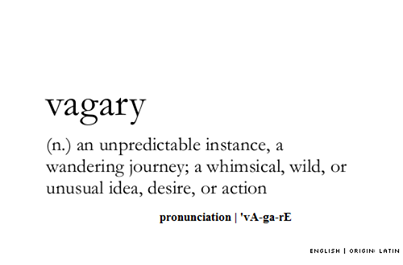 vagary
(n.) an unpredictable instance, a
wandering journey; a whimsical, wild, or
unusual idea, desire, or action
pronunciation | 'vA-ga-rE
ENGLISH | ORIGIN: LATIN